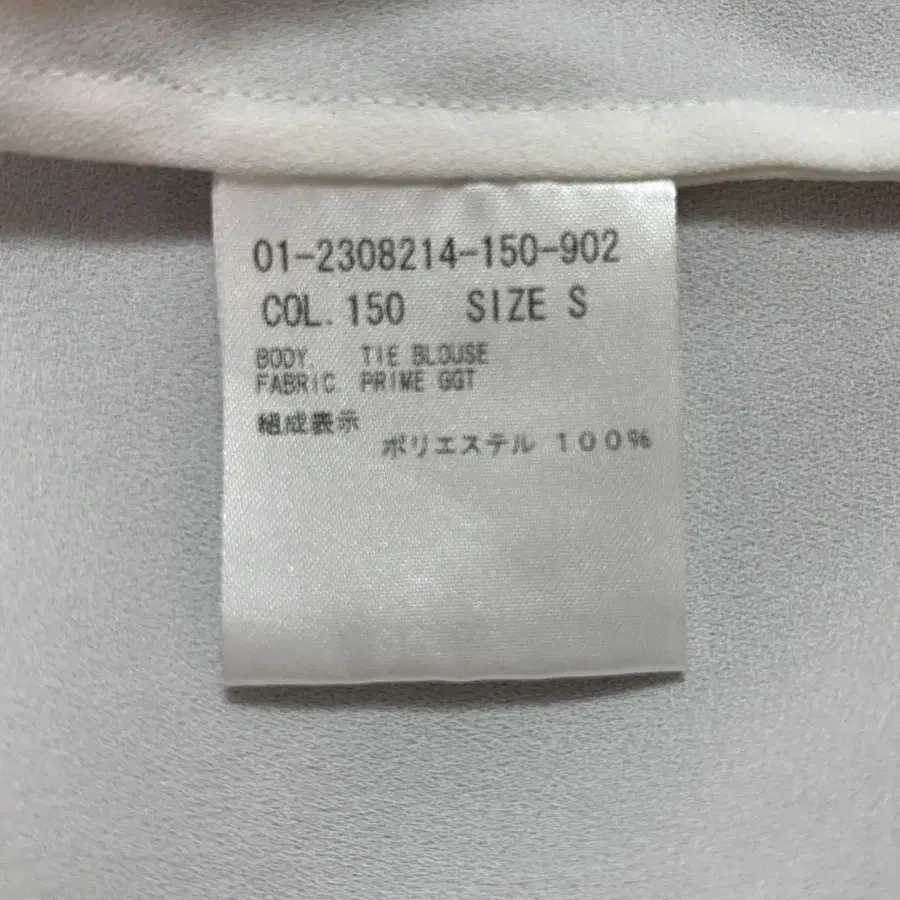 01-2308214-150-902
COL. 150 SIZE S
BODY. TIE BLOUSE
FABRIC PRIME GGT
組成表示
ポリエステル 100%